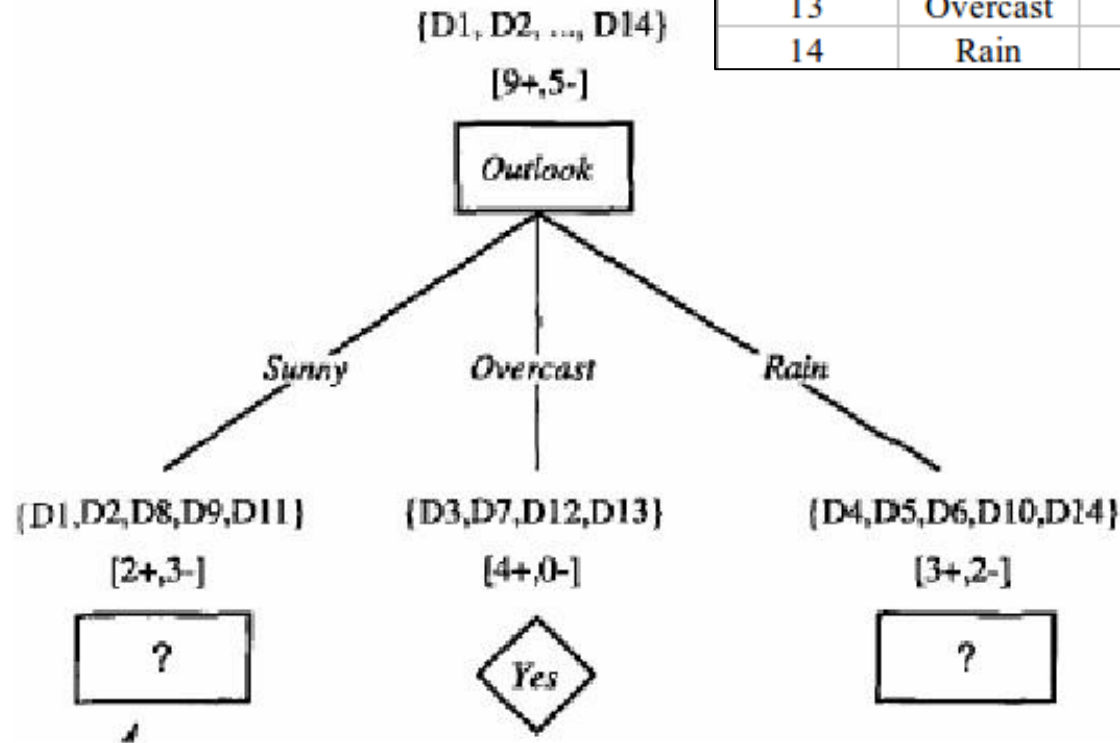 13 Overcast
14 Rain
{D1, D2, ..., D14}
[9+,5-]
Outlook
Sunny Overcast Rain
{D1,D2,D8,D9,D11} {D3,D7,D12,D13} {D4,D5,D6,D10,D14}
[2+,3-] [4+,0-] [3+,2-]
? Yes ?